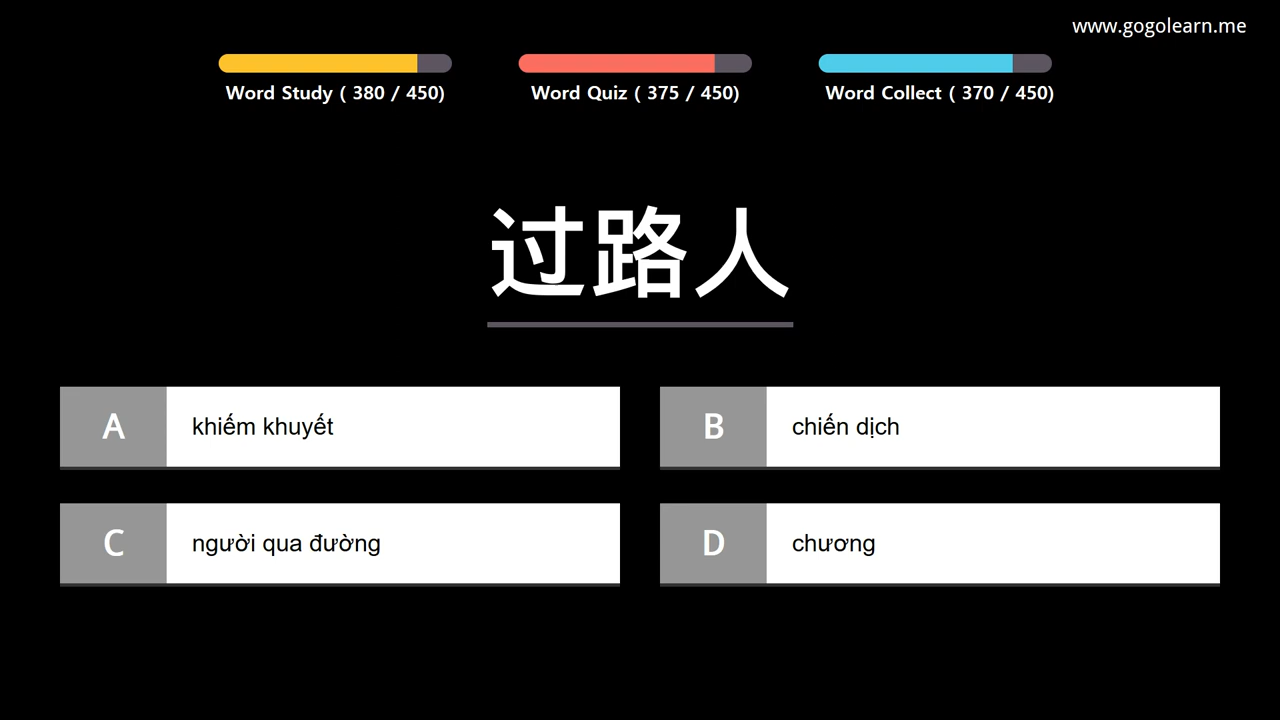 www.gogolearn.me
Word Study ( 380 / 450)
Word Quiz ( 375 / 450)
Word Collect ( 370 / 450)
过路人
A khiếm khuyết
B chiến dịch
C người qua đường
D chương